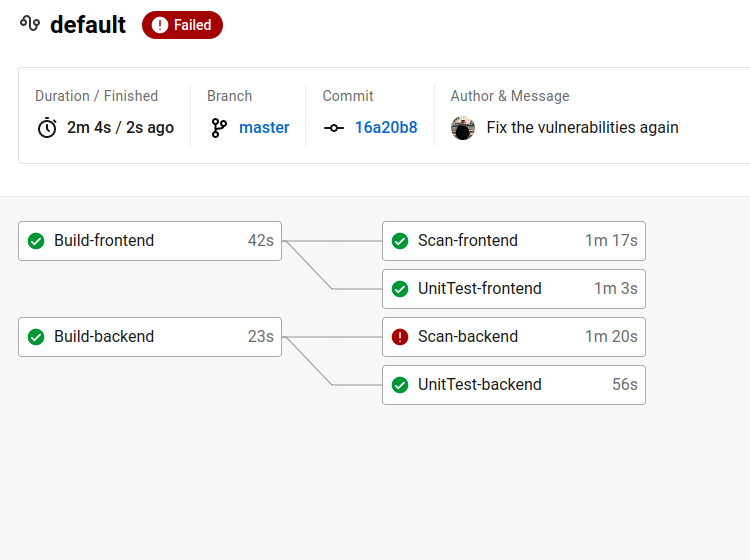 default
Failed
Duration / Finished
2m 4s / 2s ago
Branch
master
Commit
16a20b8
Author & Message
Fix the vulnerabilities again
Build-frontend 42s
Scan-frontend 1m 17s
UnitTest-frontend 1m 3s
Build-backend 23s
Scan-backend 1m 20s
UnitTest-backend 56s